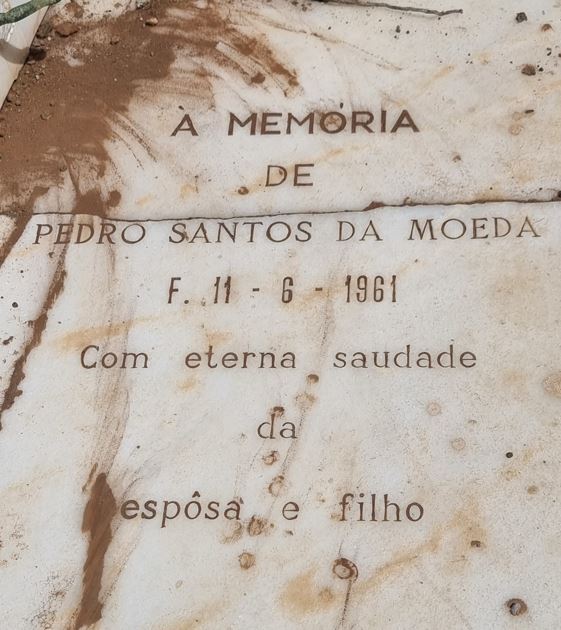 À MEMÓRIA
DE
PEDRO SANTOS DA MOEDA
F. 11 - 6 - 1961
Com eterna saudade
da
espôsa e filho